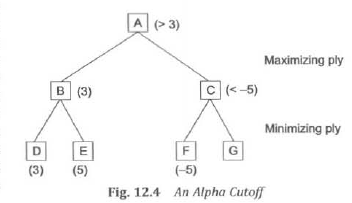 A (> 3)
Maximizing ply
B (3) C (< –5)
Minimizing ply
D E F G
(3) (5) (–5)
Fig. 12.4 An Alpha Cutoff